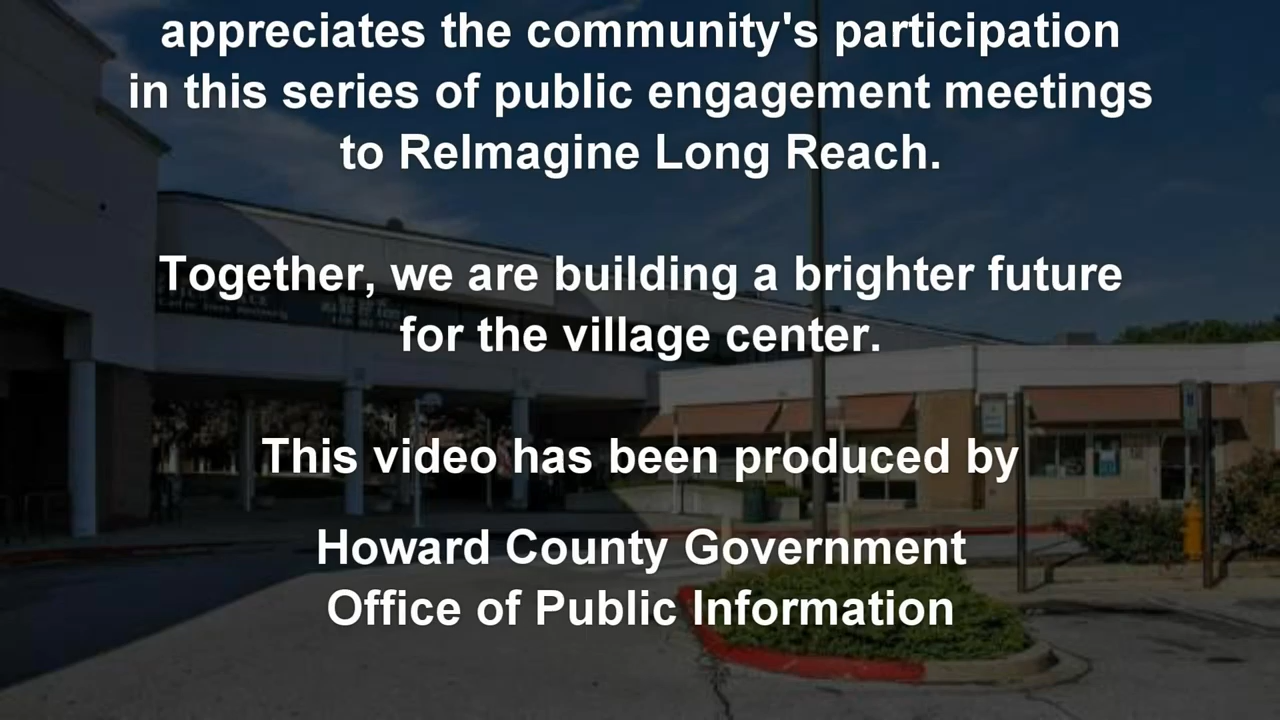 appreciates the community's participation
in this series of public engagement meetings
to ReImagine Long Reach.
Together, we are building a brighter future
for the village center.
This video has been produced by
Howard County Government
Office of Public Information